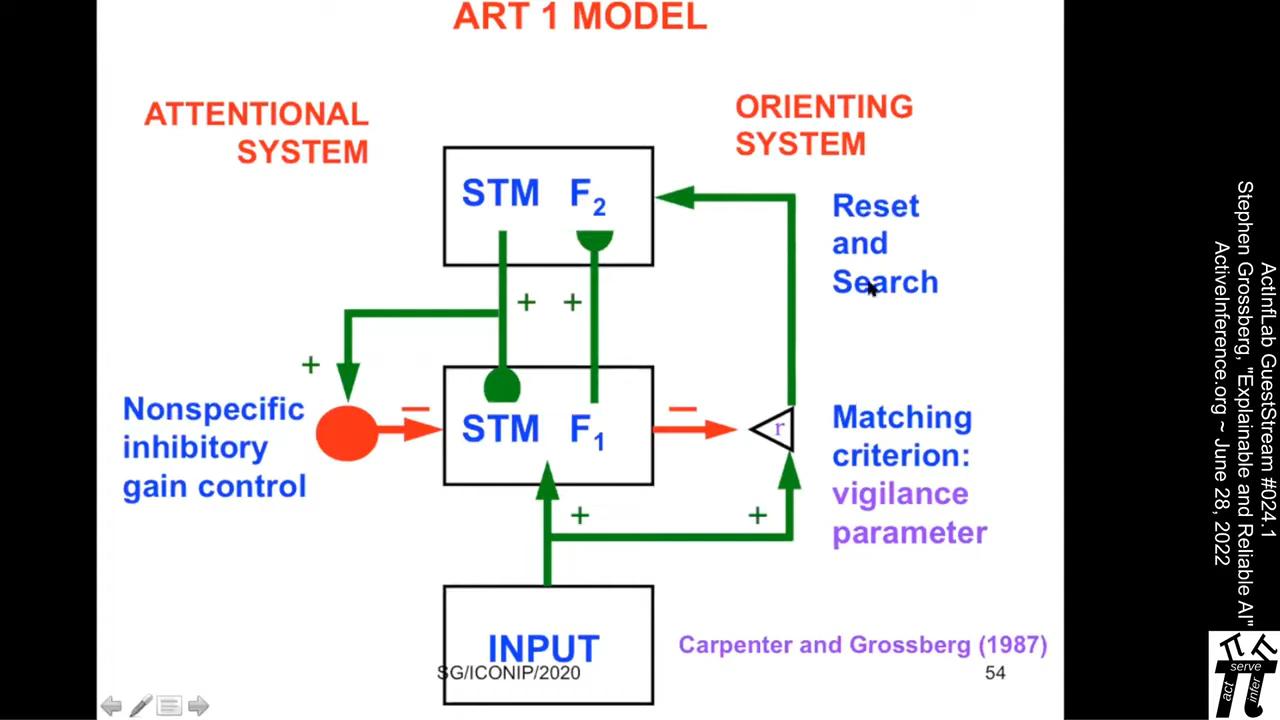 ART 1 MODEL
ATTENTIONAL
SYSTEM
ORIENTING
SYSTEM
STM F2
Reset
and
Search
+ +
+
Nonspecific
inhibitory
gain control
−
STM F1
−
r
Matching
criterion:
vigilance
parameter
+ +
INPUT
Carpenter and Grossberg (1987)
SG/ICONIP/2020
54
ActInfLab GuestStream #024.1
Stephen Grossberg, "Explainable and Reliable AI"
ActiveInference.org ~ June 28, 2022
serve
act
infer